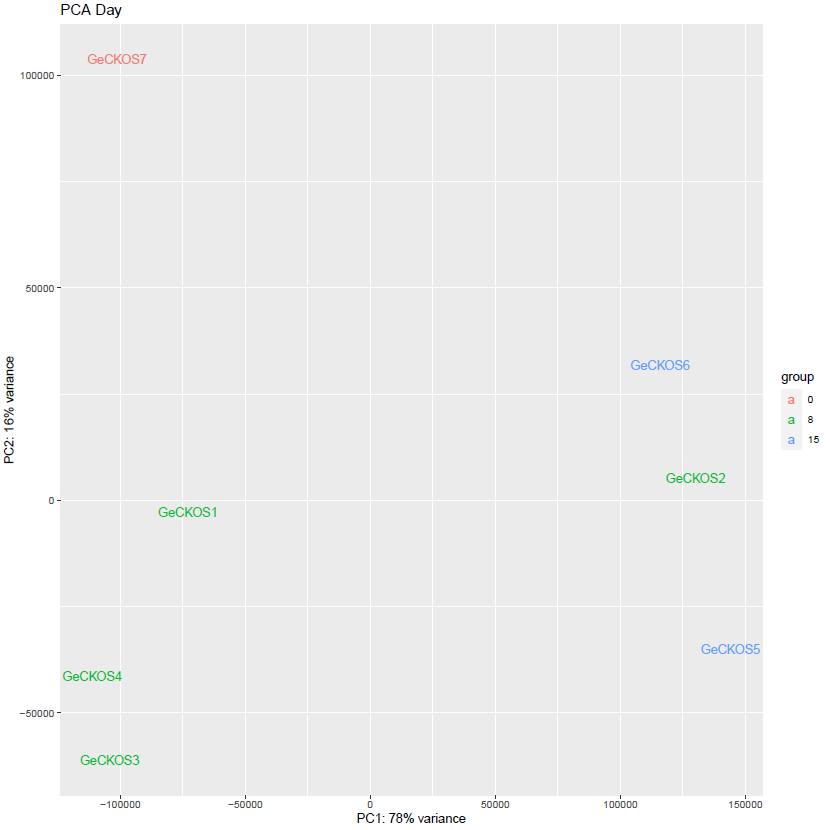 PCA Day
GeCKOS7
100000
50000
GeCKOS6
GeCKOS2
0
GeCKOS1
GeCKOS5
GeCKOS4
−50000
GeCKOS3
−100000
−50000
0
50000
100000
150000
PC1: 78% variance
PC2: 16% variance
group
a 0
a 8
a 15